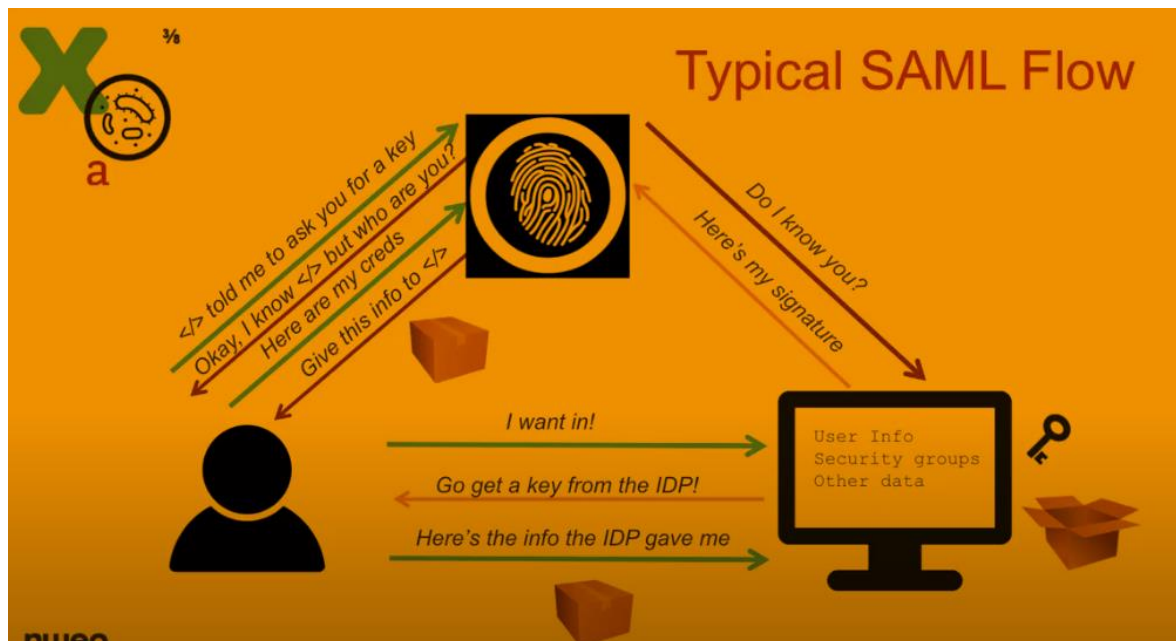 X
⅜
a
Typical SAML Flow
</> told me to ask you for a key
Okay, I know </> but who are you?
Here are my creds
Give this info to </>
Do I know you?
Here's my signature
I want in!
Go get a key from the IDP!
Here's the info the IDP gave me
User Info
Security groups
Other data